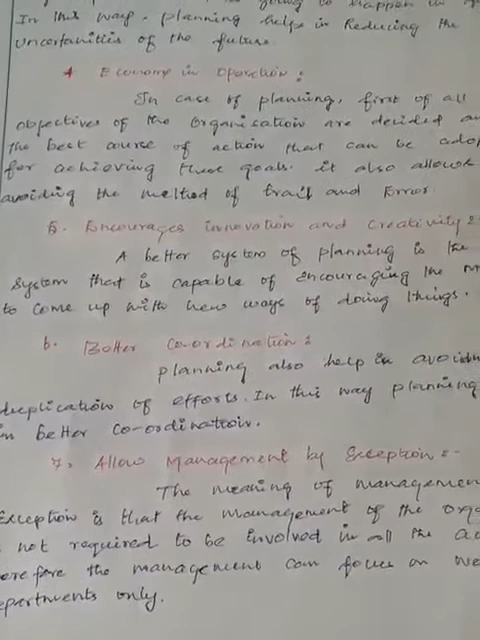 going to happen in
In this way, planning helps in Reducing the
uncertanities of the future
4 Economy in Operation :
In case of planning, first of all
objectives of the Organisation are decided
the best course of action that can be
for achieving these goals. it also allows
avoiding the method of trail and Error.
5. Encourages innovation and Creativity :
A better system of planning is the
system that is capable of encouraging the
to come up with new ways of doing things.
6. Better Co-ordination :
planning also help in
duplication of efforts. In this way planning
in better co-ordination.
7. Allow Management by Exception :-
The meaning of
Exception is that the management of the
not required to be involved in all the
the management can focus on
only.